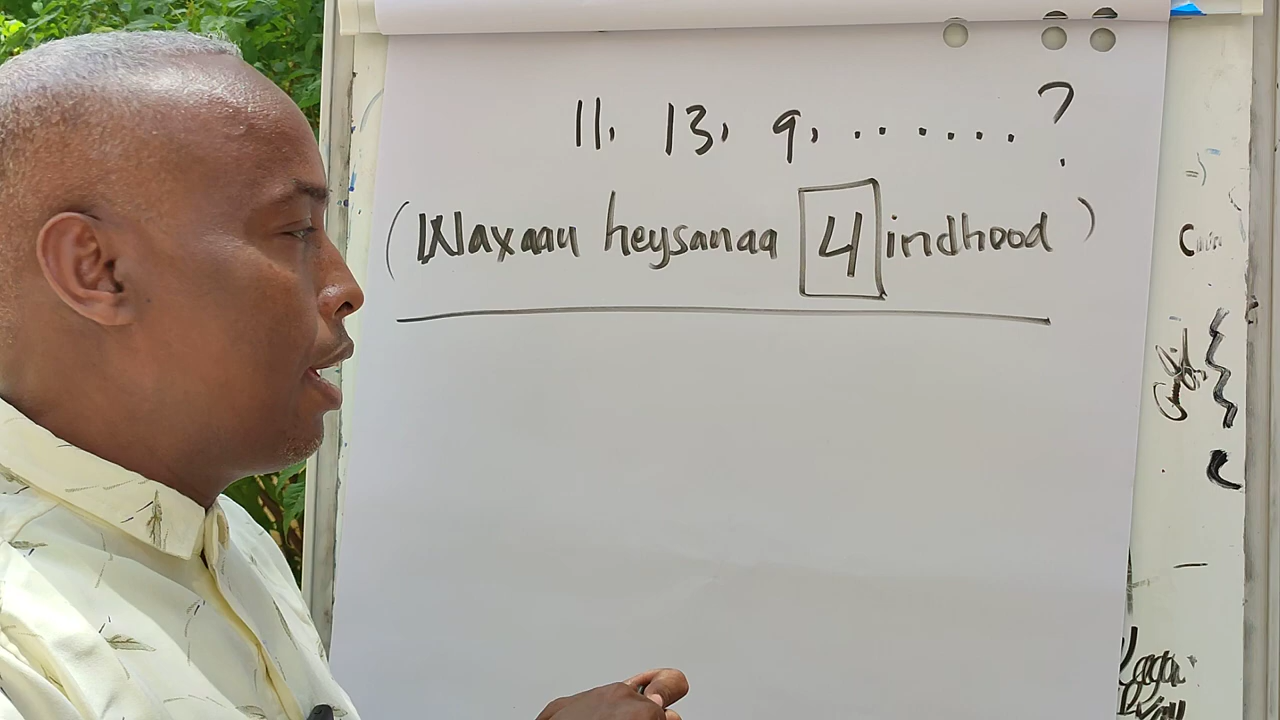 11, 13, 9, ....... ?
(Waxaan heysanaa 4 indhood)